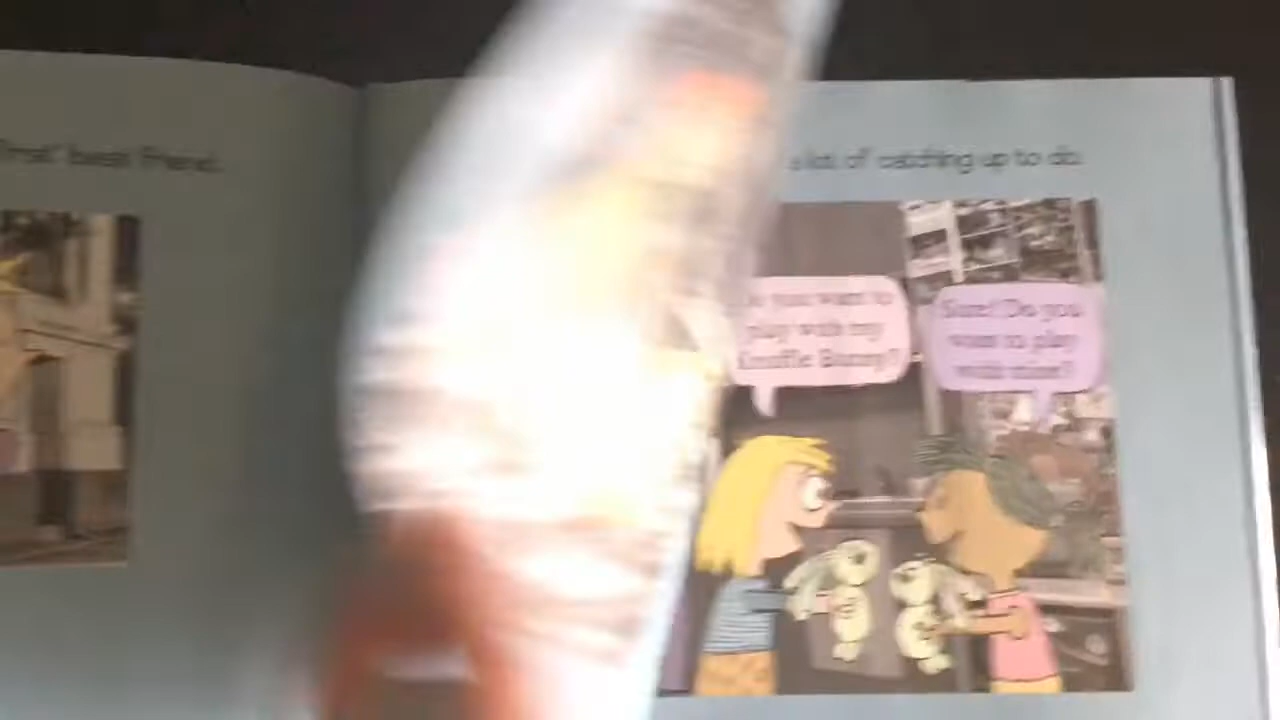 first best friend.
a lot of catching up to do.
you want to
play with my
Knuffle Bunny?
Sure! Do you
want to play
with mine?